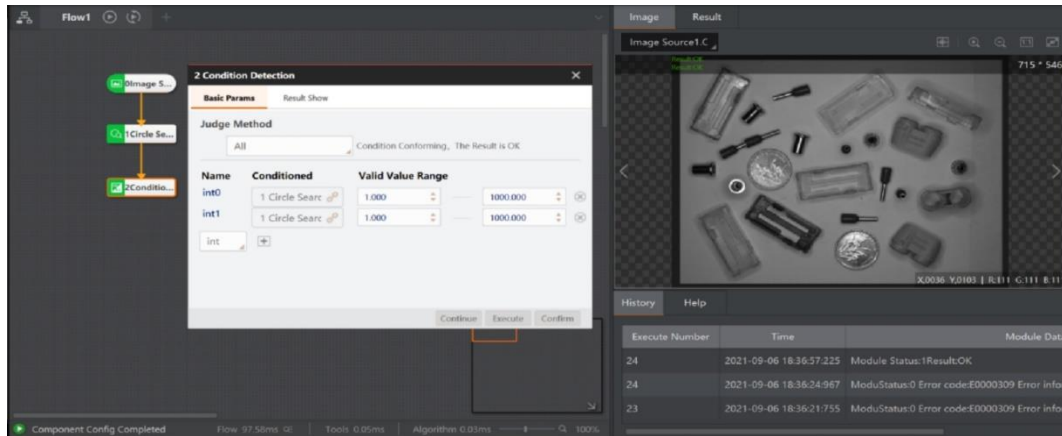 Flow1
Image Result
Image Source1.C
Result:OK
Result:OK
715 * 546
0Image S...
1Circle Se...
2Conditio...
2 Condition Detection
Basic Params Result Show
Judge Method
All Condition Conforming, The Result is OK
Name Conditioned Valid Value Range
int0 1 Circle Searc 1.000 1000.000
int1 1 Circle Searc 1.000 1000.000
int
Continue Execute Confirm
X,0036 Y,0103 | R:111 G:111 B:11
History Help
Execute Number Time Module Dat
24 2021-09-06 18:36:57:225 Module Status:1Result:OK
24 2021-09-06 18:36:24:967 ModuStatus:0 Error code:E0000309 Error info
23 2021-09-06 18:36:21:755 ModuStatus:0 Error code:E0000309 Error info
Component Config Completed Flow 97.58ms Tools 0.05ms Algorithm 0.03ms 100%